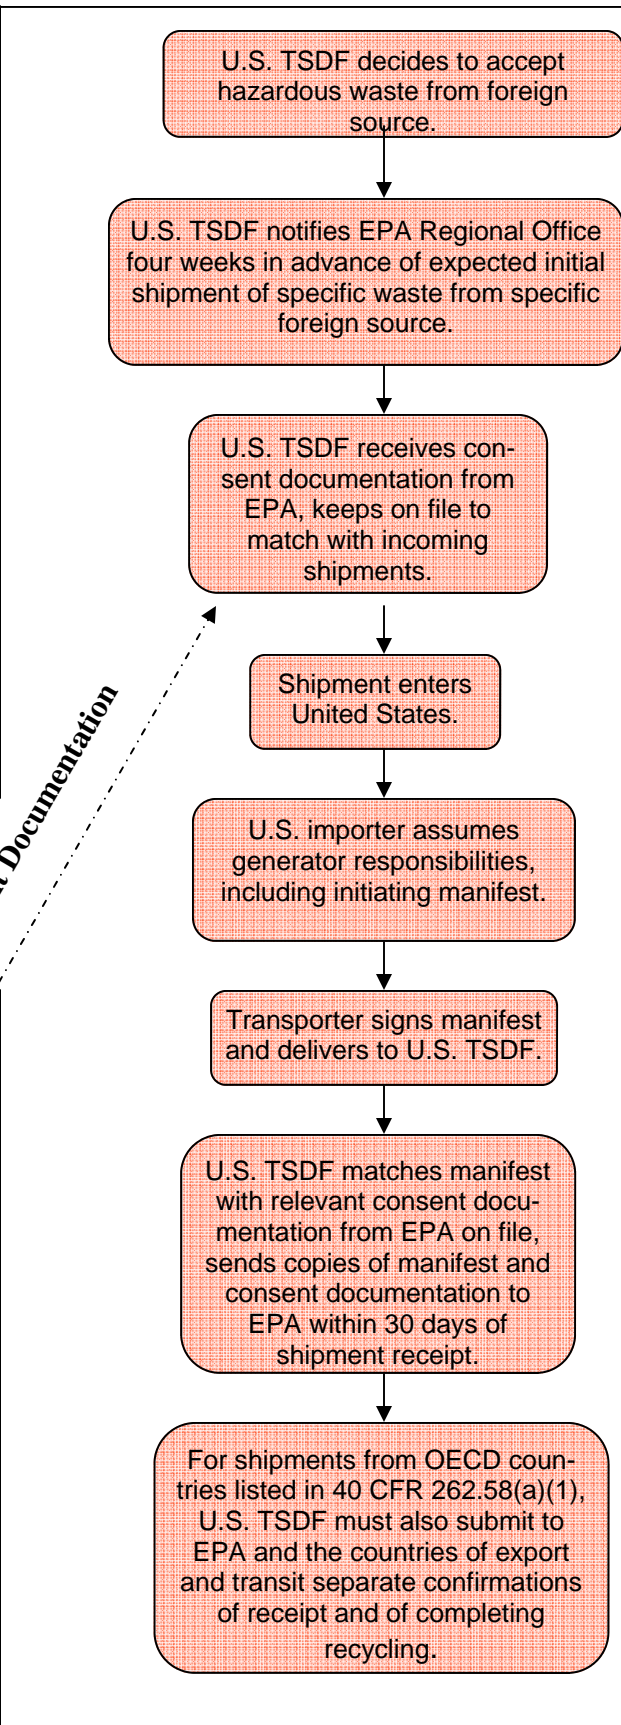 U.S. TSDF decides to accept
hazardous waste from foreign
source.
U.S. TSDF notifies EPA Regional Office
four weeks in advance of expected initial
shipment of specific waste from specific
foreign source.
U.S. TSDF receives con-
sent documentation from
EPA, keeps on file to
match with incoming
shipments.
Shipment enters
United States.
Documentation
U.S. importer assumes
generator responsibilities,
including initiating manifest.
Transporter signs manifest
and delivers to U.S. TSDF.
U.S. TSDF matches manifest
with relevant consent docu-
mentation from EPA on file,
sends copies of manifest and
consent documentation to
EPA within 30 days of
shipment receipt.
For shipments from OECD coun-
tries listed in 40 CFR 262.58(a)(1),
U.S. TSDF must also submit to
EPA and the countries of export
and transit separate confirmations
of receipt and of completing
recycling.